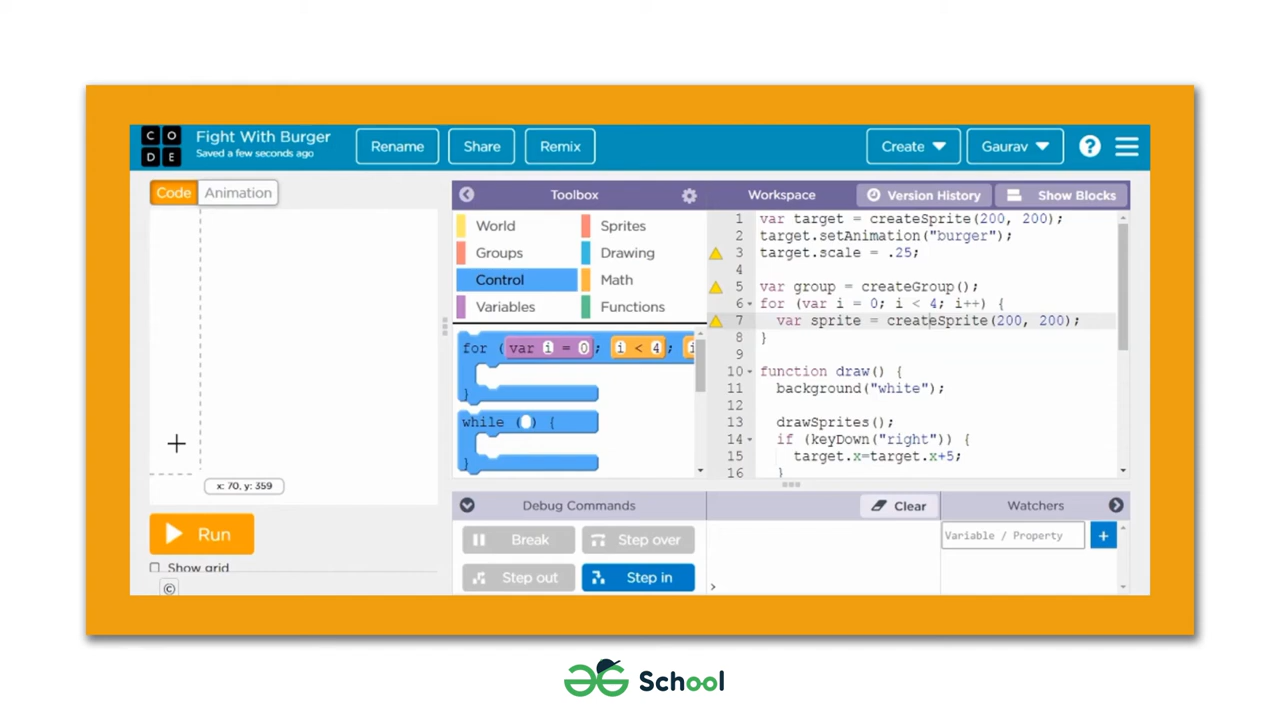 CO
DE
Fight With Burger
Saved a few seconds ago
Rename
Share
Remix
Create
Gaurav
?
Code
Animation
Toolbox
Workspace
Version History
Show Blocks
World
Sprites
Groups
Drawing
Control
Math
Variables
Functions
for ( var i = 0 ; i < 4 ; i
}
while ( ) {
}
1 var target = createSprite(200, 200);
2 target.setAnimation("burger");
3 target.scale = .25;
4
5 var group = createGroup();
6 for (var i = 0; i < 4; i++) {
7 var sprite = createSprite(200, 200);
8 }
9
10 function draw() {
11 background("white");
12
13 drawSprites();
14 if (keyDown("right")) {
15 target.x=target.x+5;
16 }
x: 70, y: 359
Run
Show grid
©
Debug Commands
Clear
Watchers
Break
Step over
Variable / Property
+
Step out
Step in
>
School